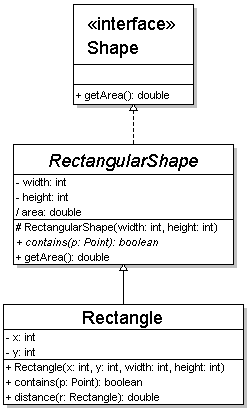 «interface»
Shape
+ getArea(): double
RectangularShape
- width: int
- height: int
/ area: double
# RectangularShape(width: int, height: int)
+ contains(p: Point): boolean
+ getArea(): double
Rectangle
- x: int
- y: int
+ Rectangle(x: int, y: int, width: int, height: int)
+ contains(p: Point): boolean
+ distance(r: Rectangle): double